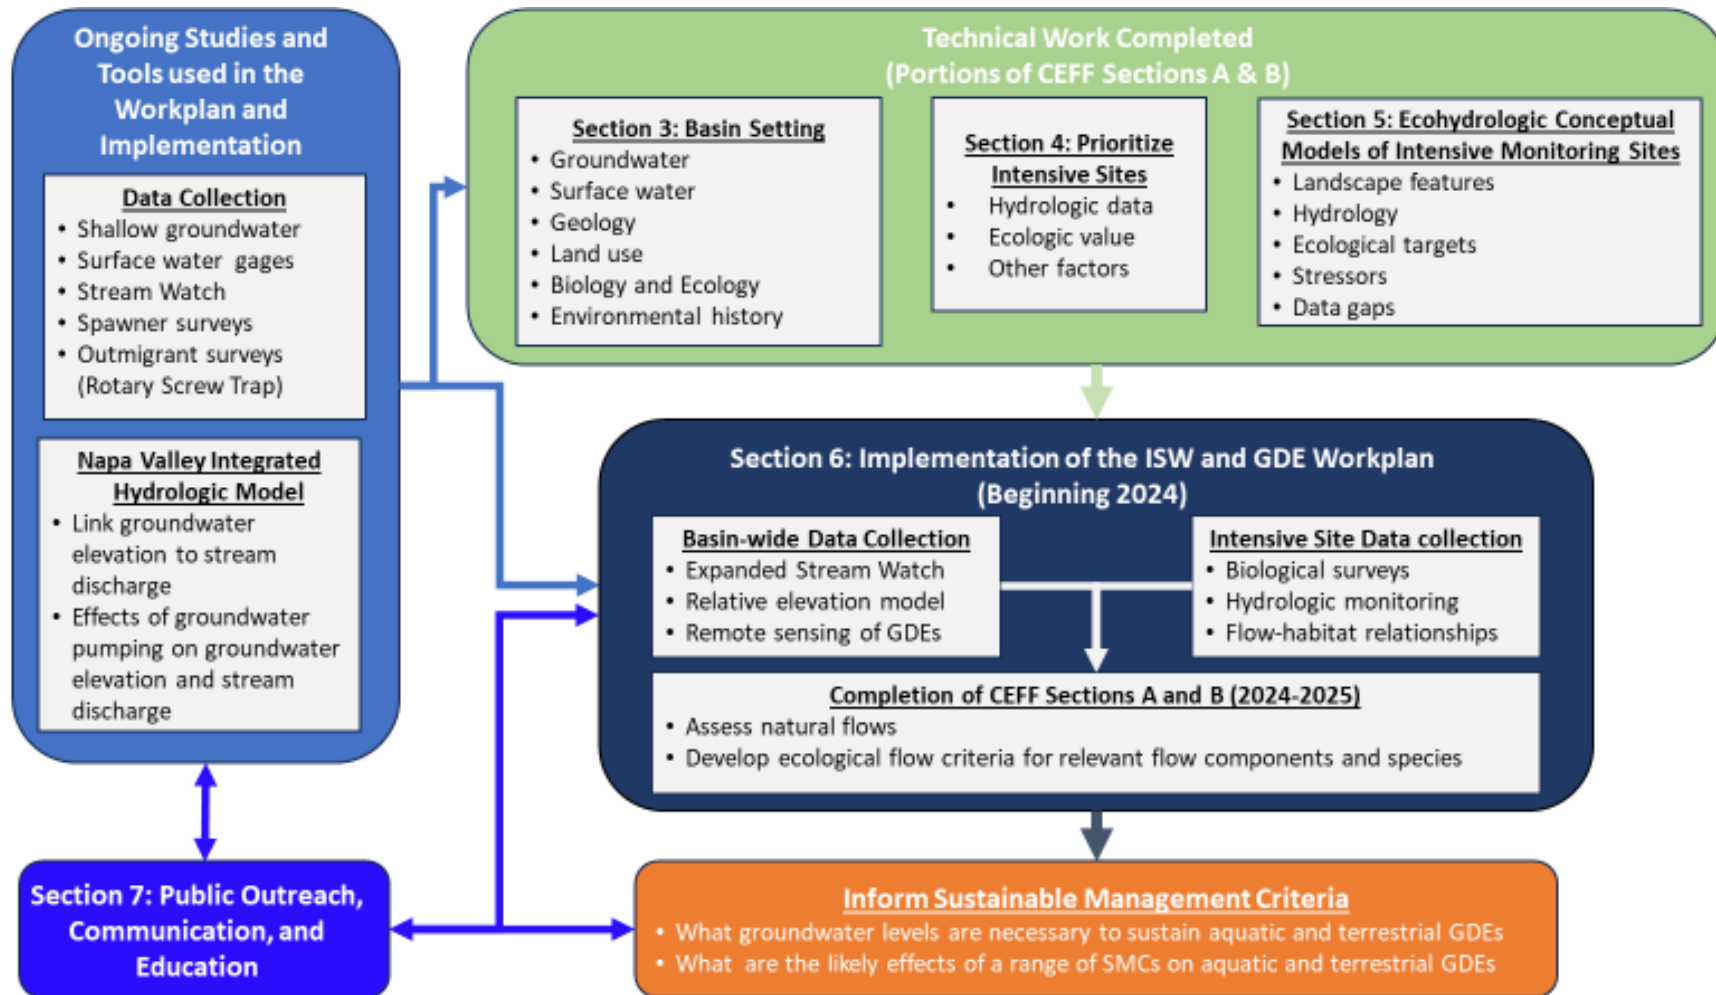 Ongoing Studies and
Tools used in the
Workplan and
Implementation
Data Collection
• Shallow groundwater
• Surface water gages
• Stream Watch
• Spawner surveys
• Outmigrant surveys
(Rotary Screw Trap)
Napa Valley Integrated
Hydrologic Model
• Link groundwater
elevation to stream
discharge
• Effects of groundwater
pumping on groundwater
elevation and stream
discharge
Technical Work Completed
(Portions of CEFF Sections A & B)
Section 3: Basin Setting
• Groundwater
• Surface water
• Geology
• Land use
• Biology and Ecology
• Environmental history
Section 4: Prioritize
Intensive Sites
• Hydrologic data
• Ecologic value
• Other factors
Section 5: Ecohydrologic Conceptual
Models of Intensive Monitoring Sites
• Landscape features
• Hydrology
• Ecological targets
• Stressors
• Data gaps
Section 6: Implementation of the ISW and GDE Workplan
(Beginning 2024)
Basin-wide Data Collection
• Expanded Stream Watch
• Relative elevation model
• Remote sensing of GDEs
Intensive Site Data collection
• Biological surveys
• Hydrologic monitoring
• Flow-habitat relationships
Completion of CEFF Sections A and B (2024-2025)
• Assess natural flows
• Develop ecological flow criteria for relevant flow components and species
Section 7: Public Outreach,
Communication, and
Education
Inform Sustainable Management Criteria
• What groundwater levels are necessary to sustain aquatic and terrestrial GDEs
• What are the likely effects of a range of SMCs on aquatic and terrestrial GDEs